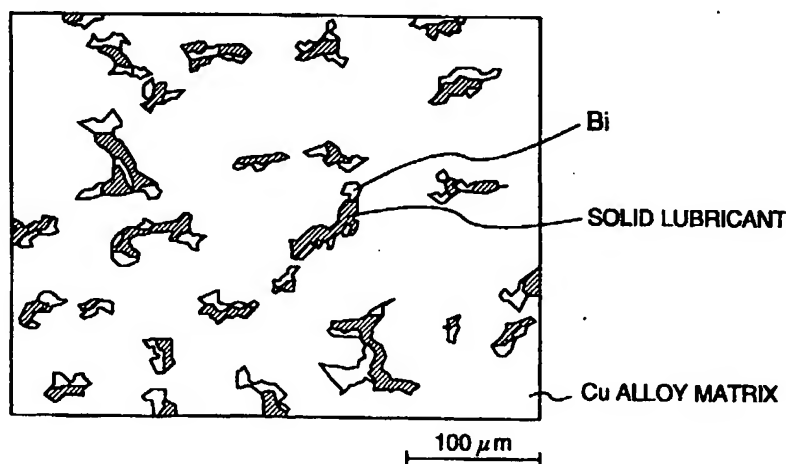 Bi
SOLID LUBRICANT
Cu ALLOY MATRIX
100 μm